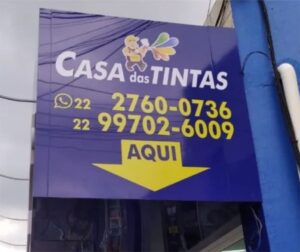 CASA das TINTAS
22 2760-0736
22 99702-6009
AQUI